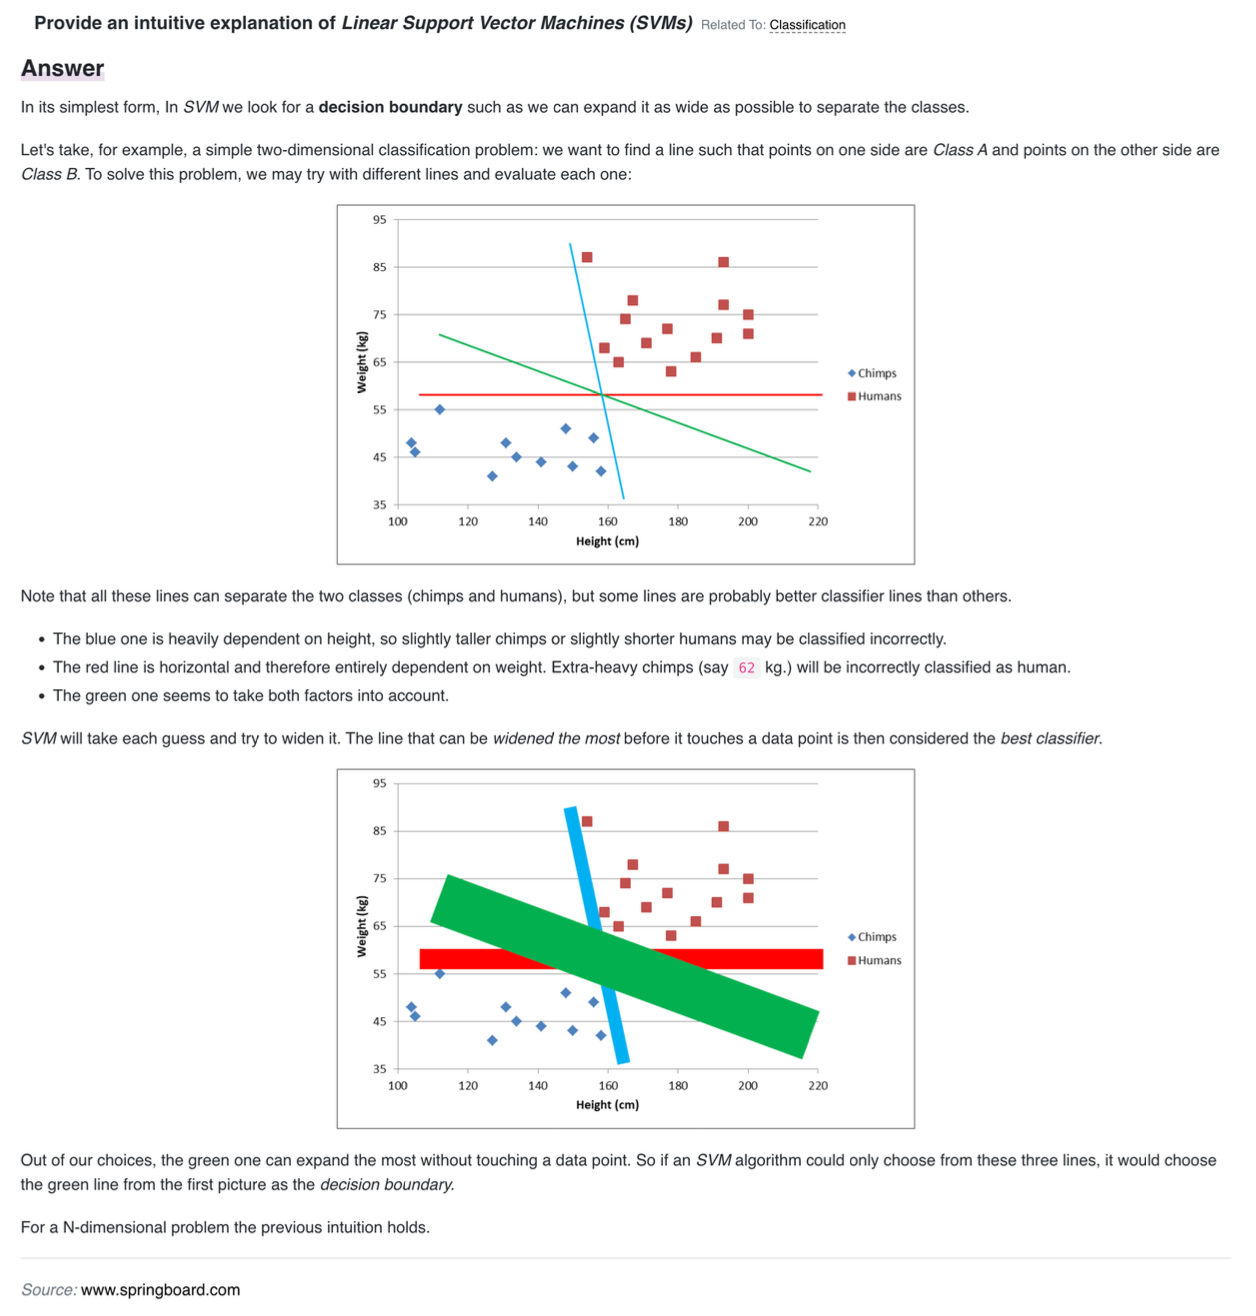 Provide an intuitive explanation of Linear Support Vector Machines (SVMs) Related To: Classification
Answer
In its simplest form, In SVM we look for a decision boundary such as we can expand it as wide as possible to separate the classes.
Let's take, for example, a simple two-dimensional classification problem: we want to find a line such that points on one side are Class A and points on the other side are
Class B. To solve this problem, we may try with different lines and evaluate each one:
95
85
75
65
55
45
35
Weight (kg)
100 120 140 160 180 200 220
Height (cm)
Chimps
Humans
Note that all these lines can separate the two classes (chimps and humans), but some lines are probably better classifier lines than others.
• The blue one is heavily dependent on height, so slightly taller chimps or slightly shorter humans may be classified incorrectly.
• The red line is horizontal and therefore entirely dependent on weight. Extra-heavy chimps (say 62 kg.) will be incorrectly classified as human.
• The green one seems to take both factors into account.
SVM will take each guess and try to widen it. The line that can be widened the most before it touches a data point is then considered the best classifier.
95
85
75
65
55
45
35
Weight (kg)
100 120 140 160 180 200 220
Height (cm)
Chimps
Humans
Out of our choices, the green one can expand the most without touching a data point. So if an SVM algorithm could only choose from these three lines, it would choose
the green line from the first picture as the decision boundary.
For a N-dimensional problem the previous intuition holds.
Source: www.springboard.com